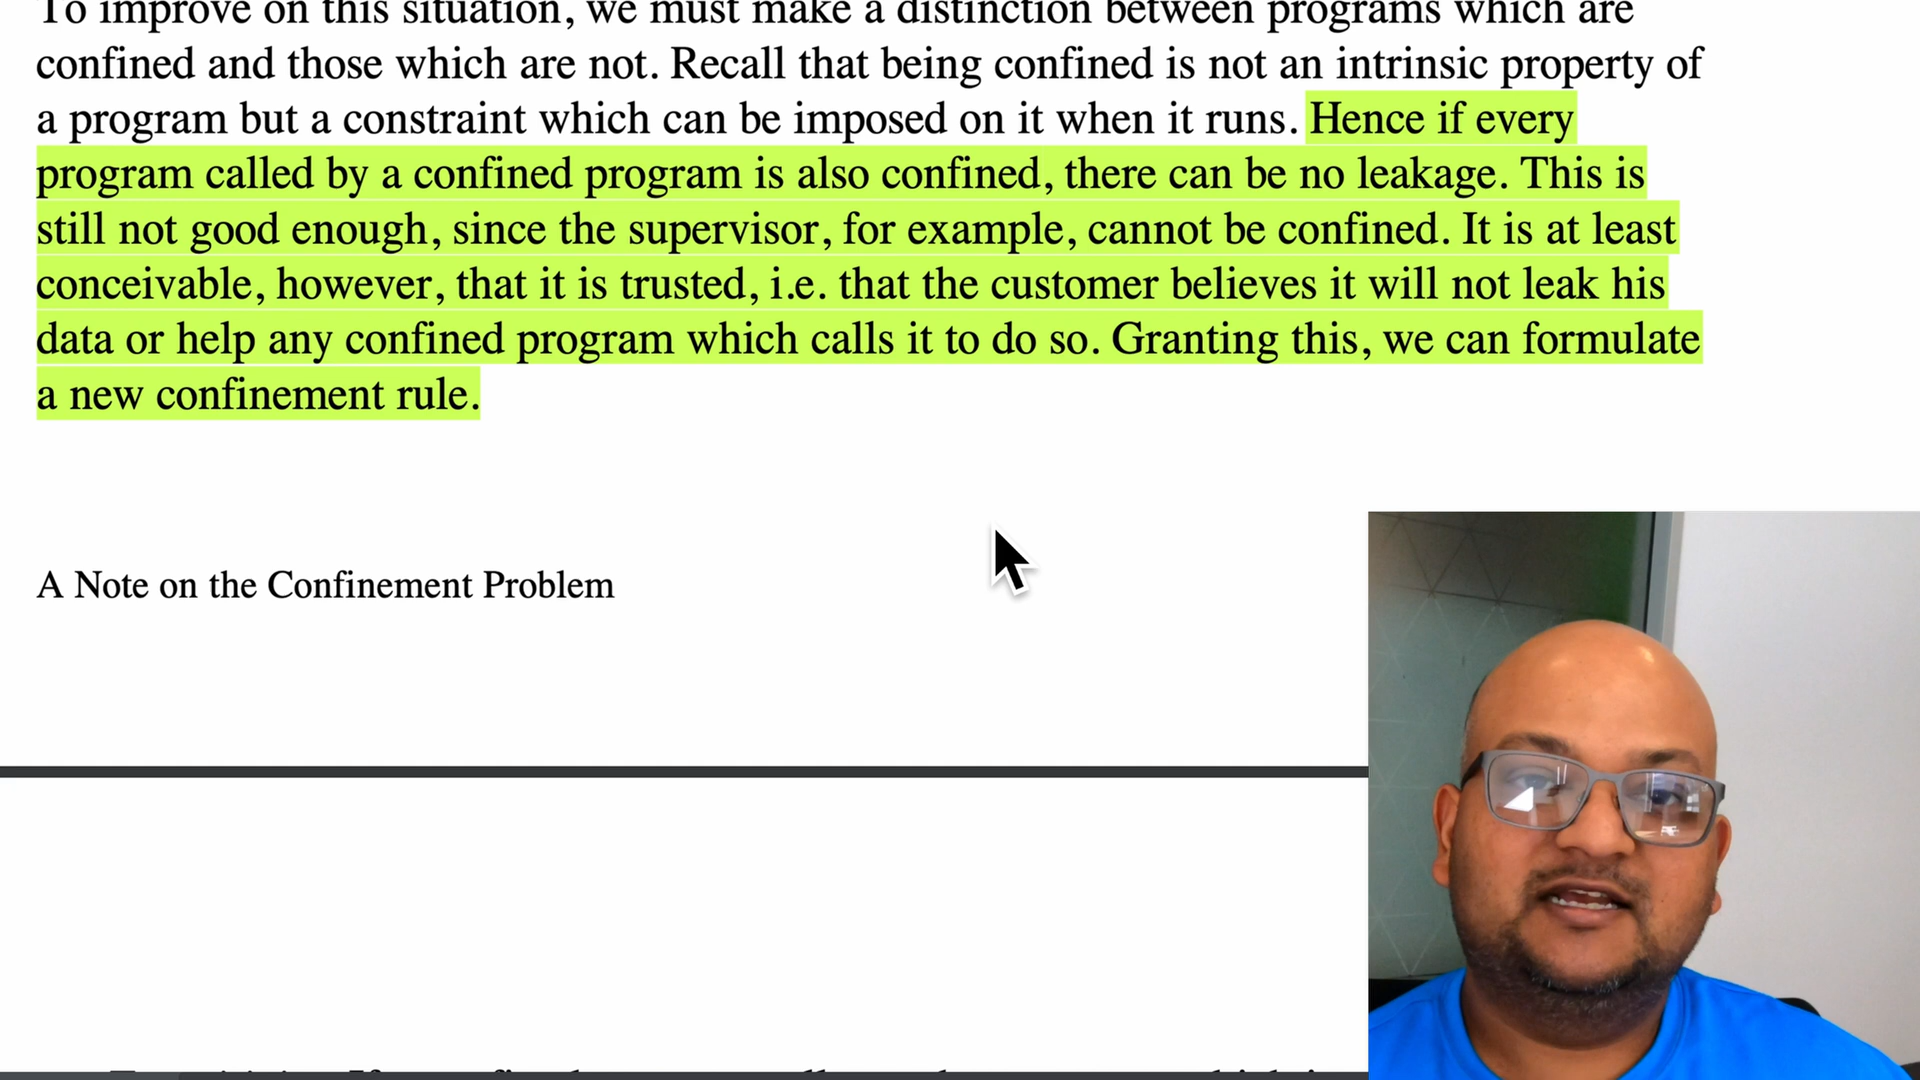 To improve on this situation, we must make a distinction between programs which are
confined and those which are not. Recall that being confined is not an intrinsic property of
a program but a constraint which can be imposed on it when it runs. Hence if every
program called by a confined program is also confined, there can be no leakage. This is
still not good enough, since the supervisor, for example, cannot be confined. It is at least
conceivable, however, that it is trusted, i.e. that the customer believes it will not leak his
data or help any confined program which calls it to do so. Granting this, we can formulate
a new confinement rule.
A Note on the Confinement Problem